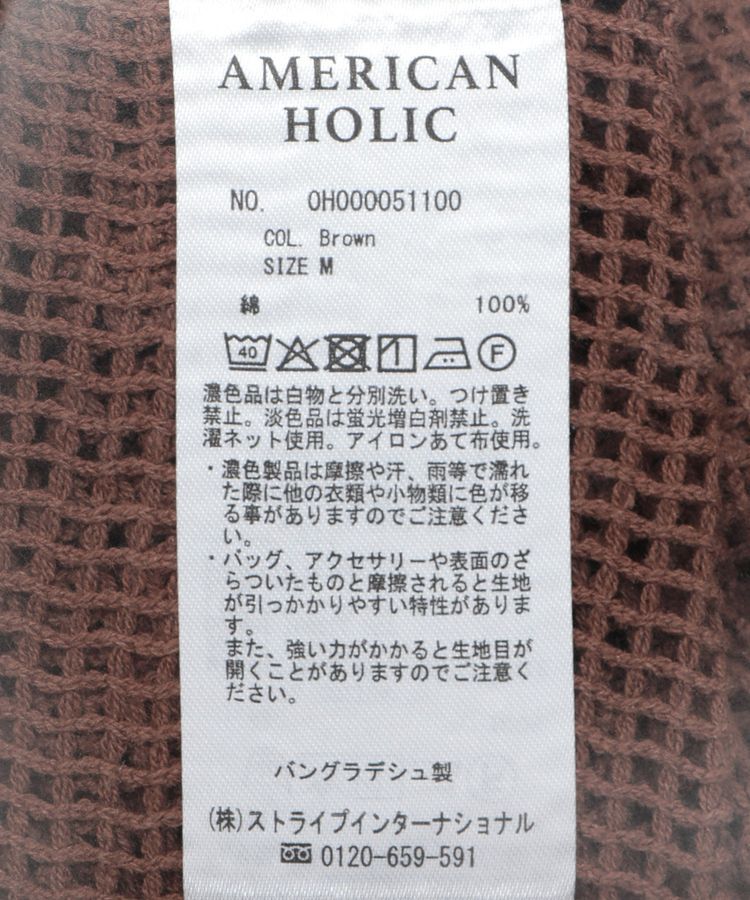 AMERICAN
HOLIC
NO. 0H000051100
COL. Brown
SIZE M
綿 100%
40 F
濃色品は白物と分別洗い。つけ置き
禁止。淡色品は蛍光増白剤禁止。洗
濯ネット使用。アイロンあて布使用。
・濃色製品は摩擦や汗、雨等で濡れ
た際に他の衣類や小物類に色が移
る事がありますのでご注意くださ
い。
・バッグ、アクセサリーや表面のざ
らついたものと摩擦されると生地
が引っかかりやすい特性がありま
す。
また、強い力がかかると生地目が
開くことがありますのでご注意く
ださい。
バングラデシュ製
(株)ストライプインターナショナル
0120-659-591